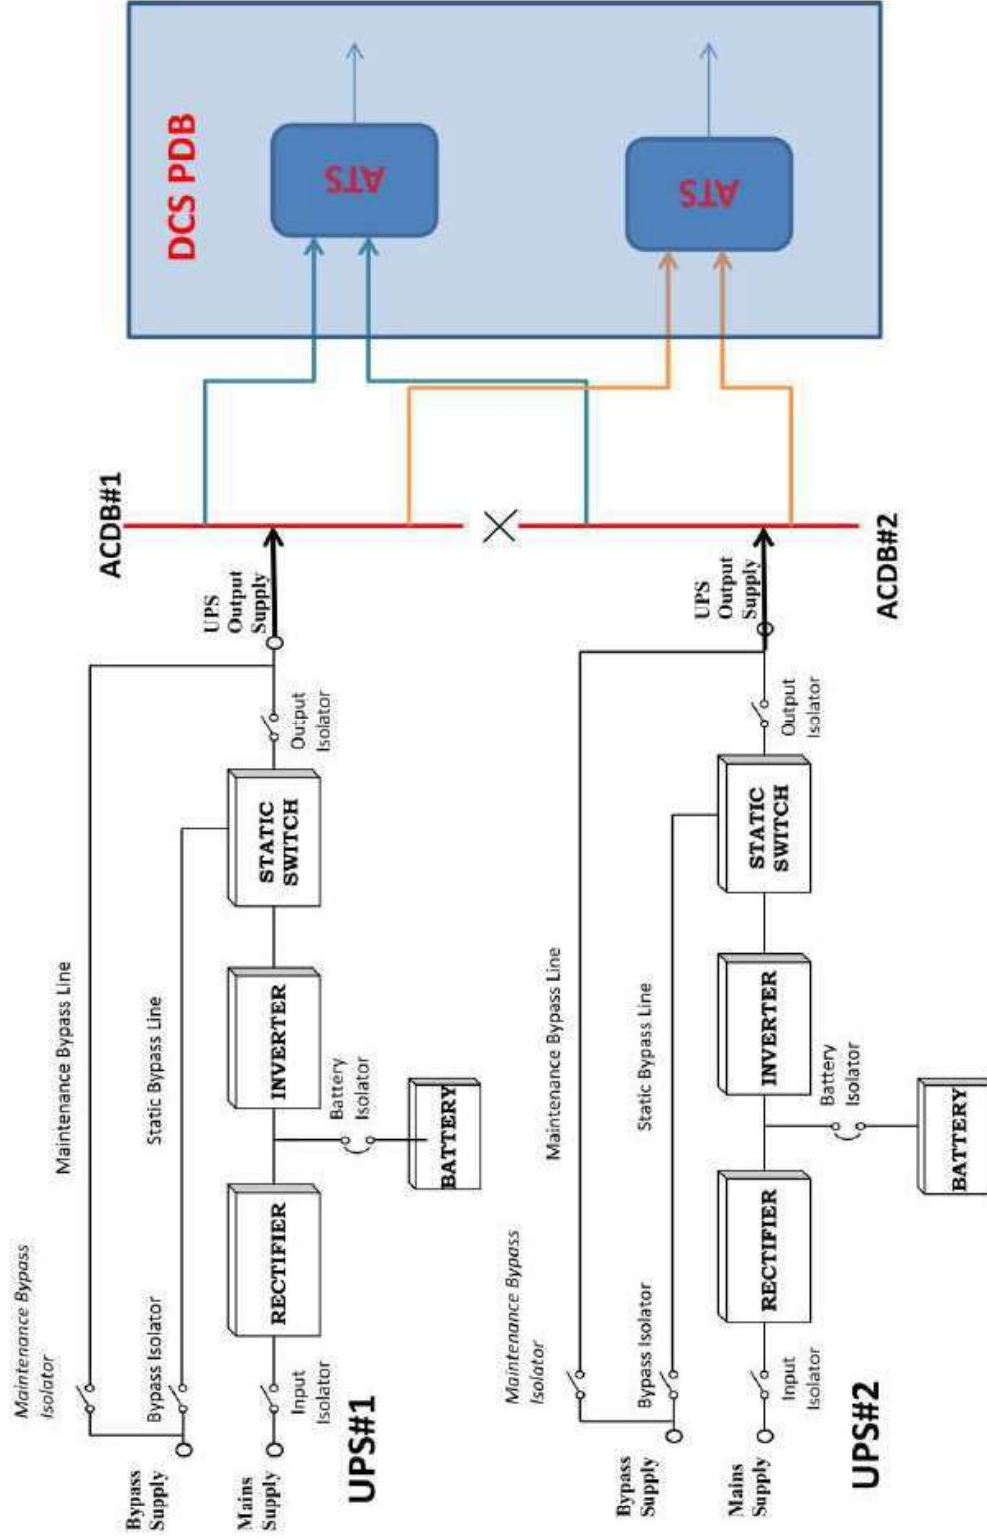 Maintenance Bypass
Isolator
Maintenance Bypass Line
Bypass
Supply
Bypass Isolator
Static Bypass Line
Mains
Supply
Input
Isolator
RECTIFIER
INVERTER
STATIC
SWITCH
Battery
Isolator
BATTERY
Output
Isolator
UPS
Output
Supply
UPS#1
ACDB#1
Maintenance Bypass
Isolator
Maintenance Bypass Line
Bypass
Supply
Bypass Isolator
Static Bypass Line
Mains
Supply
Input
Isolator
RECTIFIER
INVERTER
STATIC
SWITCH
Battery
Isolator
BATTERY
Output
Isolator
UPS
Output
Supply
UPS#2
ACDB#2
DCS PDB
ATS
ATS